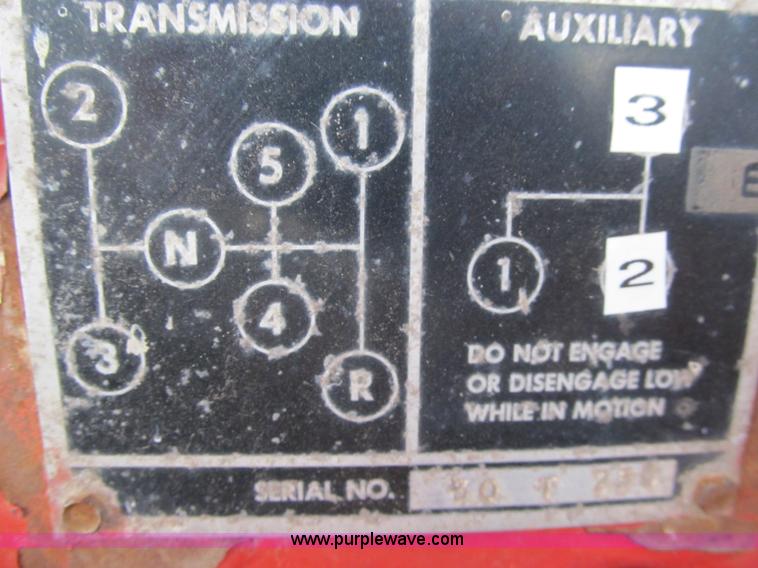 TRANSMISSION
2
1
5
N
4
3
R
AUXILIARY
3
1
2
DO NOT ENGAGE
OR DISENGAGE LOW
WHILE IN MOTION
SERIAL NO.
www.purplewave.com